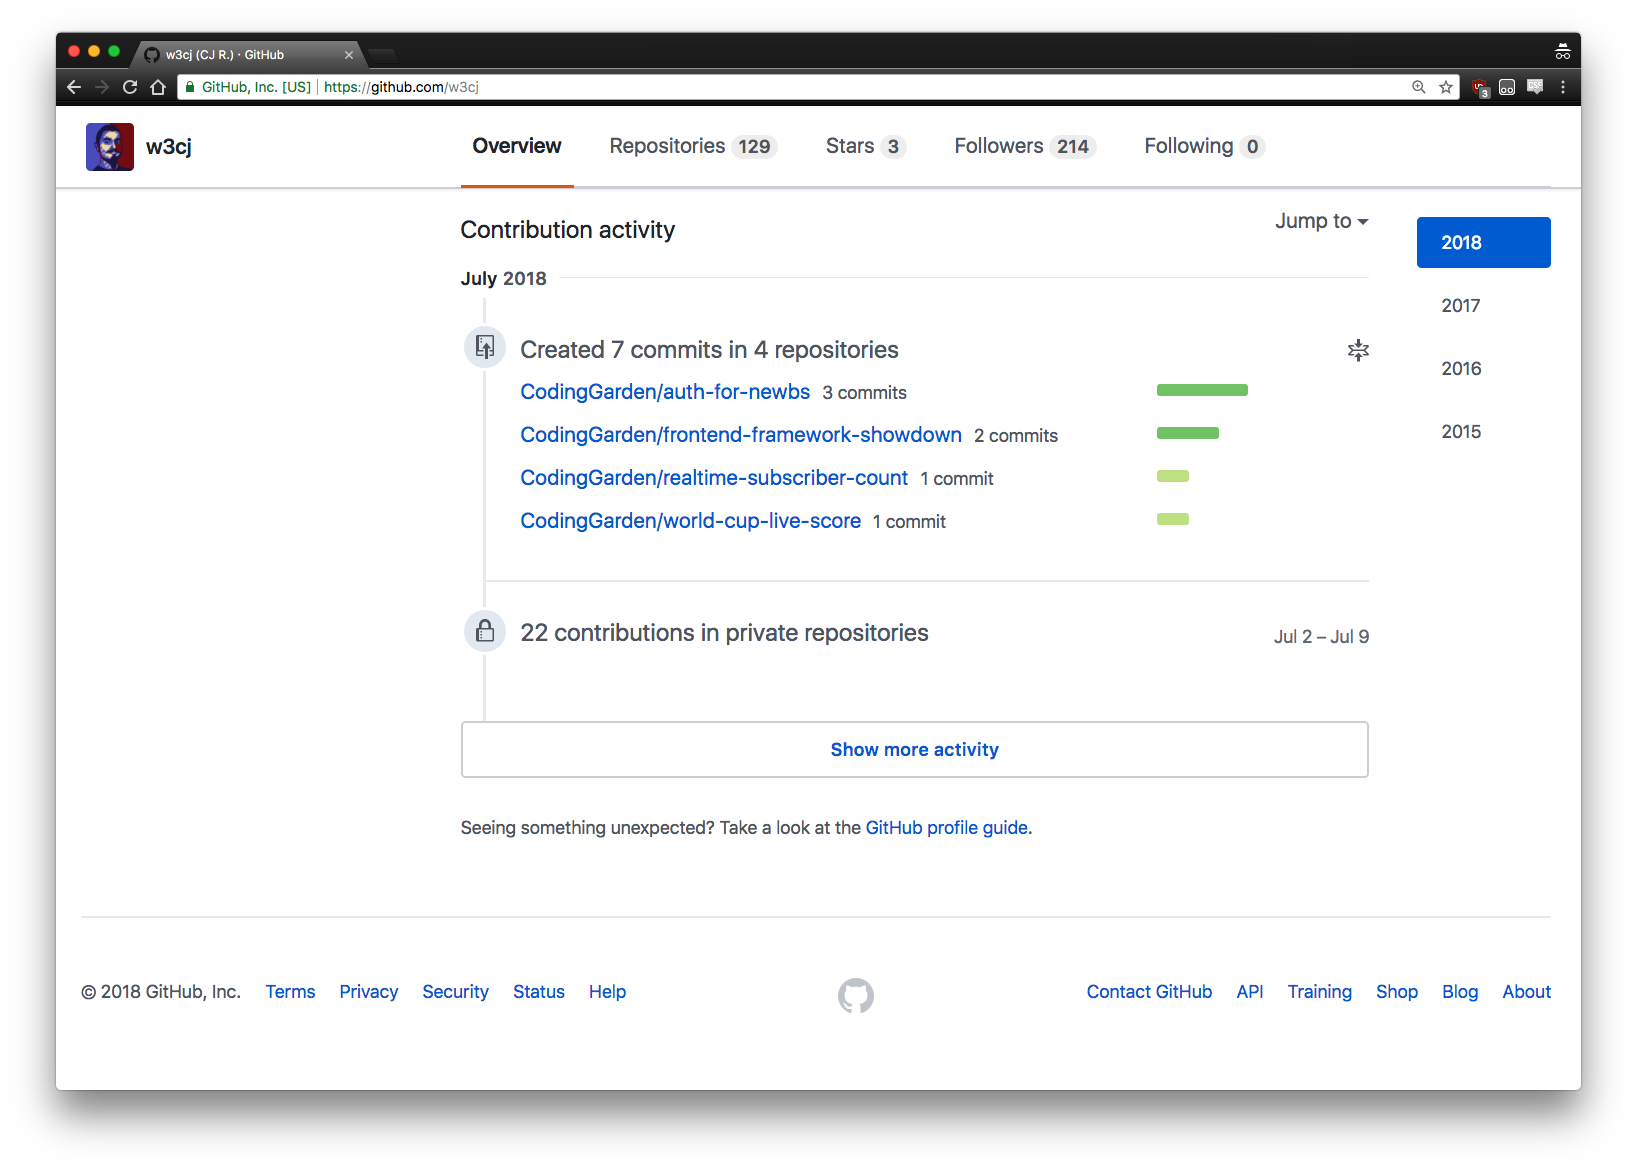 w3cj (CJ R.) · GitHub
GitHub, Inc. [US] https://github.com/w3cj
3
w3cj Overview Repositories 129 Stars 3 Followers 214 Following 0
Contribution activity Jump to
2018
2017
2016
2015
July 2018
Created 7 commits in 4 repositories
CodingGarden/auth-for-newbs 3 commits
CodingGarden/frontend-framework-showdown 2 commits
CodingGarden/realtime-subscriber-count 1 commit
CodingGarden/world-cup-live-score 1 commit
22 contributions in private repositories Jul 2 – Jul 9
Show more activity
Seeing something unexpected? Take a look at the GitHub profile guide.
© 2018 GitHub, Inc. Terms Privacy Security Status Help Contact GitHub API Training Shop Blog About